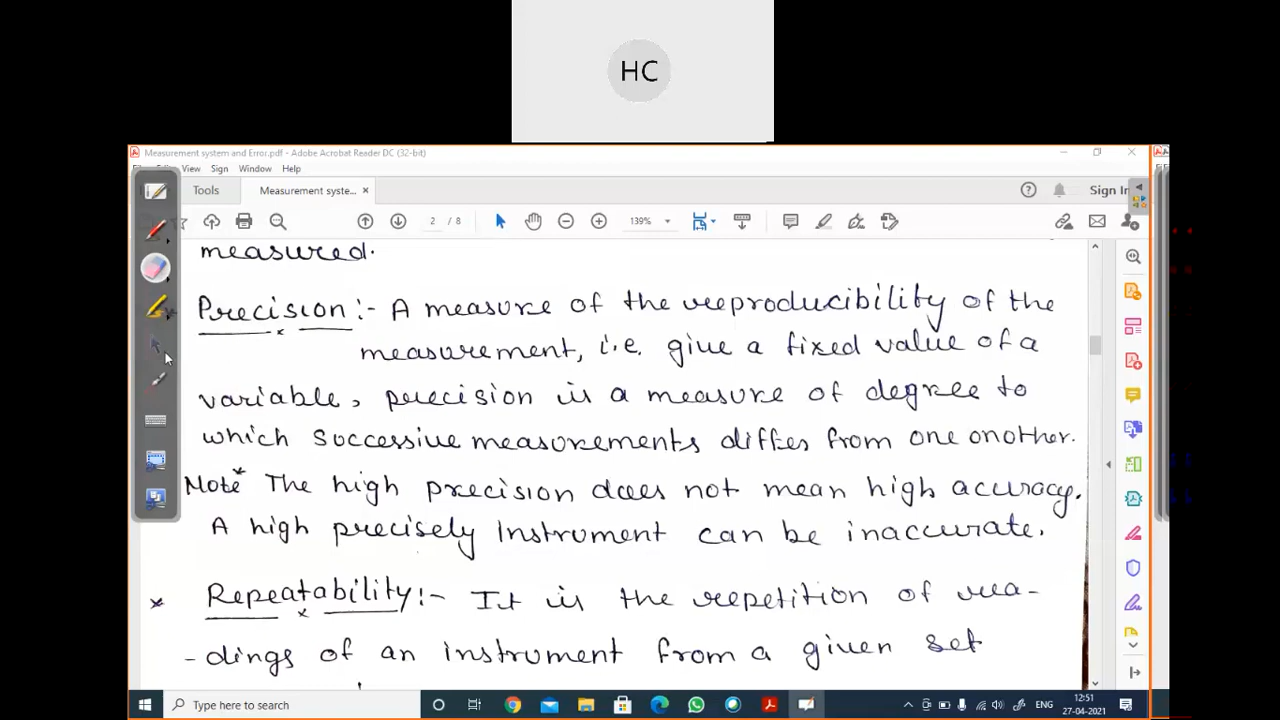 HC
Measurement system and Error.pdf - Adobe Acrobat Reader DC (32-bit)
View Sign Window Help
Tools Measurement syste... Sign In
2 / 8 139%
measured.
Precision :- A measure of the reeproducibility of the
measurement, i.e. give a fixed value of a
variable, precision is a measure of degree to
which successive measurements differs from one onother.
Note* The high precision does not mean high accuracy.
A high precisely Instrument can be inaccurate.
Repeatability :- It is the reepetition of rea-
- dings of an instrument from a given set
Type here to search
ENG
12:51
27-04-2021